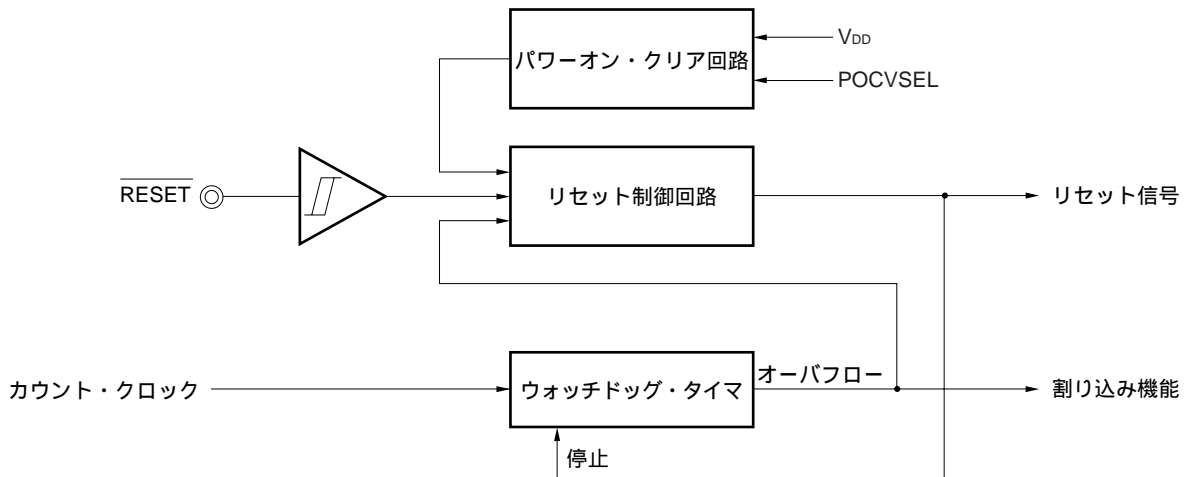 VDD
パワーオン・クリア回路
POCVSEL
RESET
リセット制御回路
リセット信号
カウント・クロック
ウォッチドッグ・タイマ
オーバフロー
割り込み機能
停止